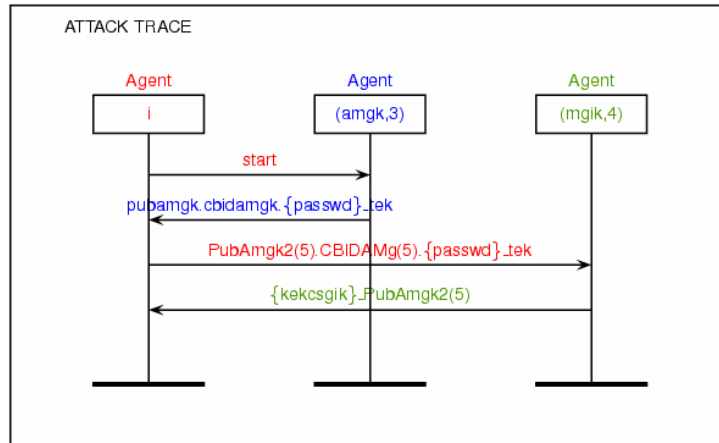 ATTACK TRACE
Agent Agent Agent
i (amgk,3) (mgik,4)
start
pubamgk.cbidamgk.{passwd}_tek
PubAmgk2(5).CBIDAMg(5).{passwd}_tek
{kekcsgik}_PubAmgk2(5)